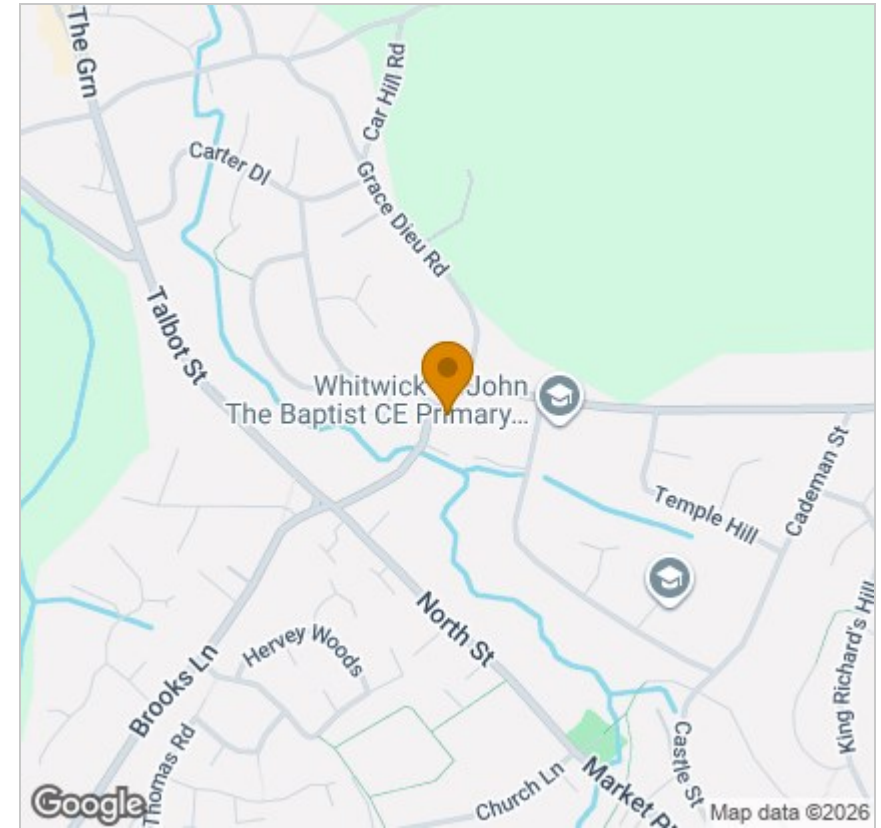 The Grn
Car Hill Rd
Carter Dl
Grace Dieu Rd
Talbot St
Whitwick John
The Baptist CE Primary...
Cademan St
Temple Hill
North St
Hervey Woods
Brooks Ln
Thomas Rd
King Richard's Hill
Castle St
Church Ln
Market Pl
Google
Map data ©2026